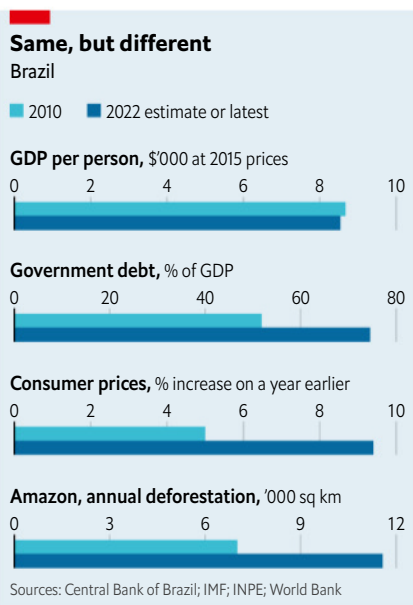 Same, but different
Brazil
2010 2022 estimate or latest
GDP per person, $'000 at 2015 prices
0 2 4 6 8 10
Government debt, % of GDP
0 20 40 60 80
Consumer prices, % increase on a year earlier
0 2 4 6 8 10
Amazon, annual deforestation, '000 sq km
0 3 6 9 12
Sources: Central Bank of Brazil; IMF; INPE; World Bank